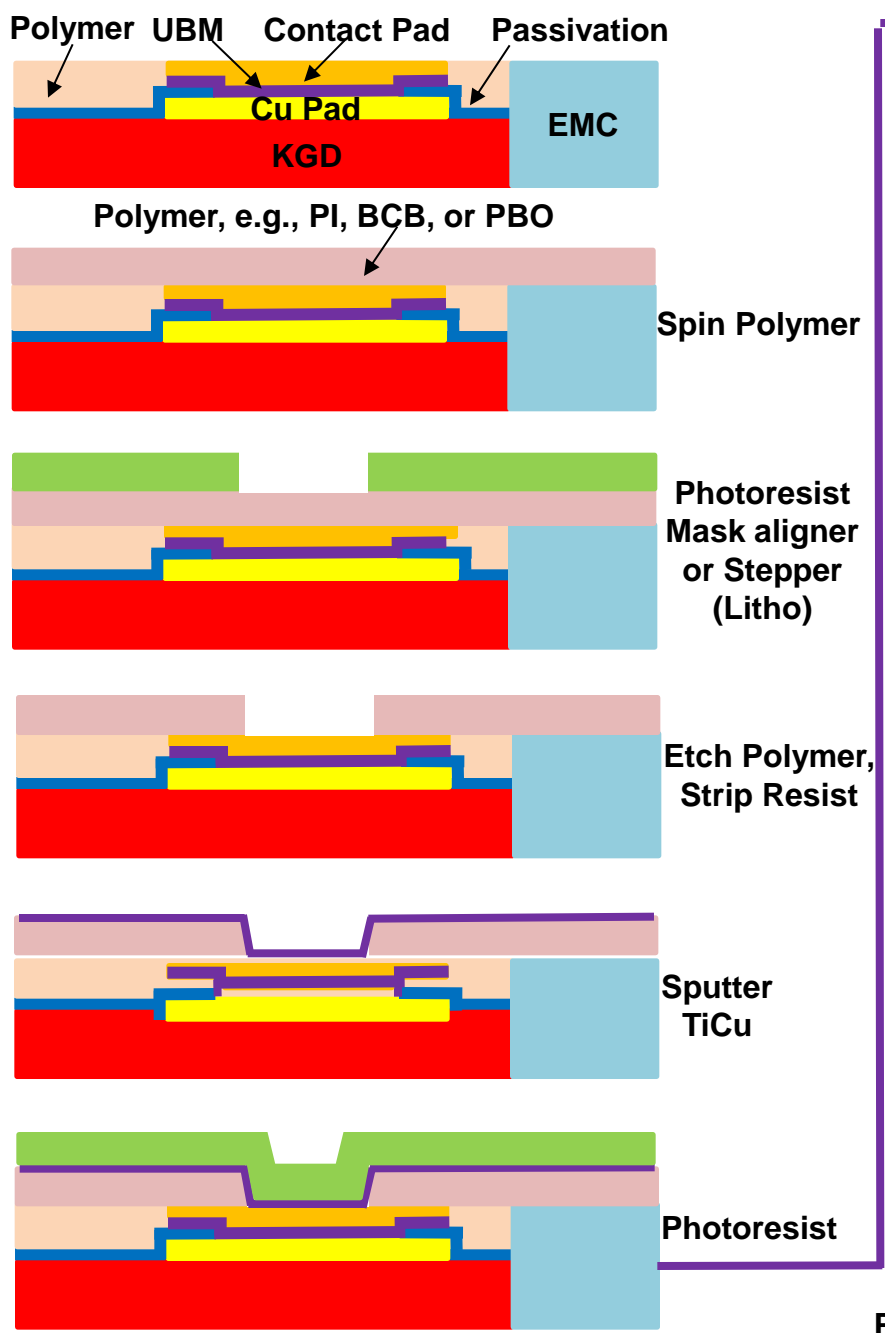 Polymer UBM Contact Pad Passivation
Cu Pad
EMC
KGD
Polymer, e.g., PI, BCB, or PBO
Spin Polymer
Photoresist
Mask aligner
or Stepper
(Litho)
Etch Polymer,
Strip Resist
Sputter
TiCu
Photoresist